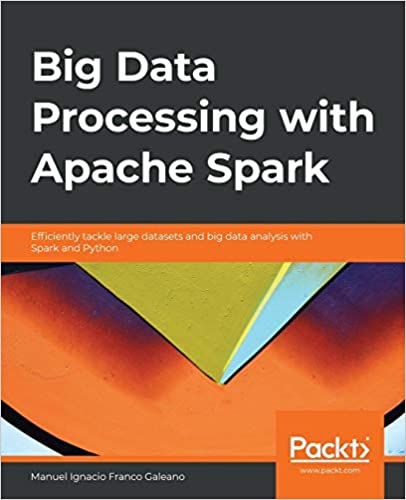 Big Data
Processing with
Apache Spark
Efficiently tackle large datasets and big data analysis with
Spark and Python
Packt>
www.packt.com
Manuel Ignacio Franco Galeano